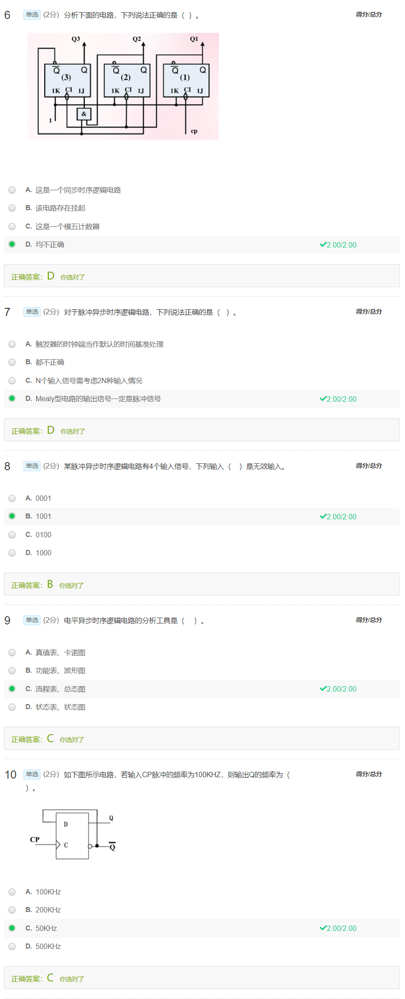 6 单选 (2分) 分析下面的电路，下列说法正确的是（ ）。 得分/总分
Q3 Q2 Q1
Q Q Q Q Q Q
(3) (2) (1)
1K CI 1J 1K CI 1J 1K CI 1J
&
1
cp
A. 这是一个同步时序逻辑电路
B. 该电路存在挂起
C. 这是一个模五计数器
D. 均不正确 2.00/2.00
正确答案：D 你选对了
7 单选 (2分) 对于脉冲异步时序逻辑电路，下列说法正确的是（ ）。 得分/总分
A. 触发器的时钟端当作默认的时间基准处理
B. 都不正确
C. N个输入信号需考虑2N种输入情况
D. Mealy型电路的输出信号一定是脉冲信号 2.00/2.00
正确答案：D 你选对了
8 单选 (2分) 某脉冲异步时序逻辑电路有4个输入信号，下列输入（ ）是无效输入。 得分/总分
A. 0001
B. 1001 2.00/2.00
C. 0100
D. 1000
正确答案：B 你选对了
9 单选 (2分) 电平异步时序逻辑电路的分析工具是（ ）。 得分/总分
A. 真值表、卡诺图
B. 功能表、波形图
C. 流程表、总态图 2.00/2.00
D. 状态表、状态图
正确答案：C 你选对了
10 单选 (2分) 如下图所示电路，若输入CP脉冲的频率为100KHZ，则输出Q的频率为（ 得分/总分
）。
Q
D
CP
C
Q
A. 100KHz
B. 200KHz
C. 50KHz 2.00/2.00
D. 500KHz
正确答案：C 你选对了